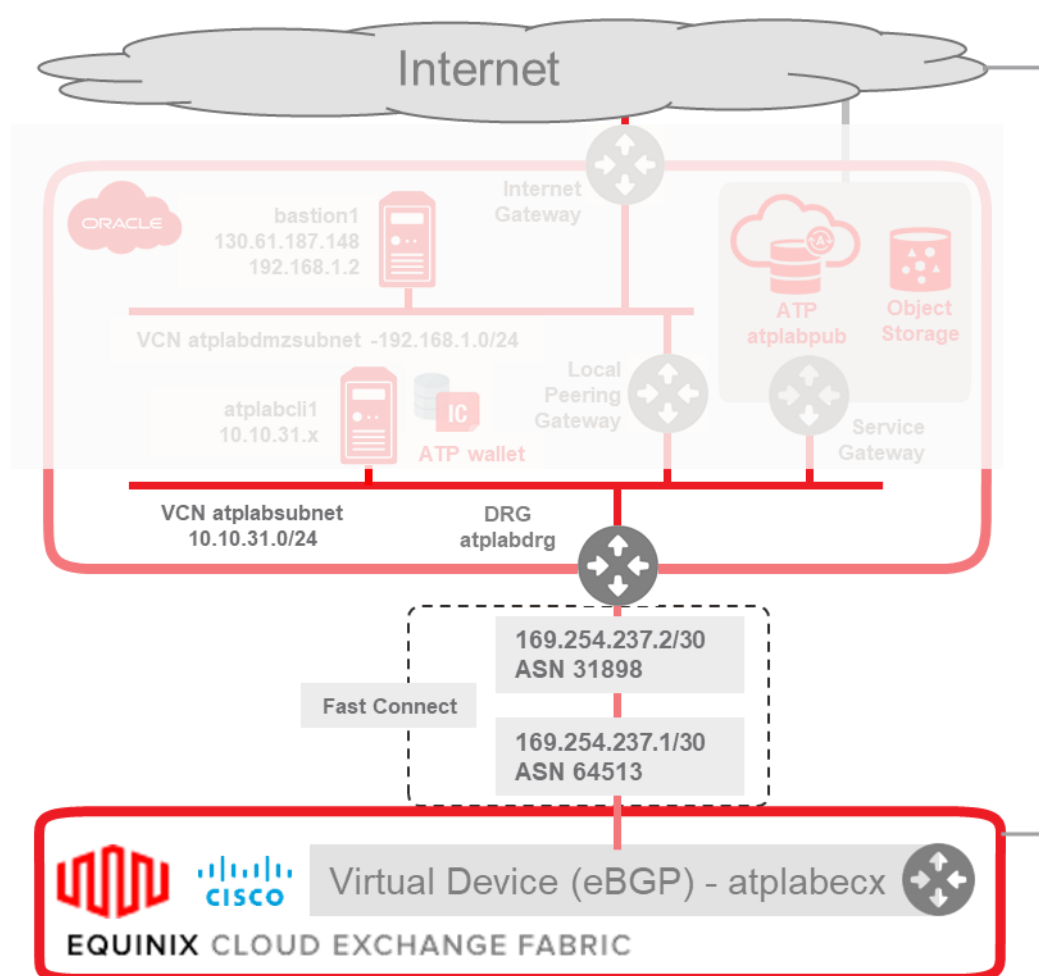 Internet
Internet
Gateway
ORACLE
bastion1
130.61.187.148
192.168.1.2
A
ATP
atplabpub
Object
Storage
VCN atplabdmzsubnet -192.168.1.0/24
Local
Peering
Gateway
atplabcli1
10.10.31.x
IC
ATP wallet
Service
Gateway
VCN atplabsubnet
10.10.31.0/24
DRG
atplabdrg
169.254.237.2/30
ASN 31898
Fast Connect
169.254.237.1/30
ASN 64513
CISCO
Virtual Device (eBGP) - atplabecx
EQUINIX CLOUD EXCHANGE FABRIC